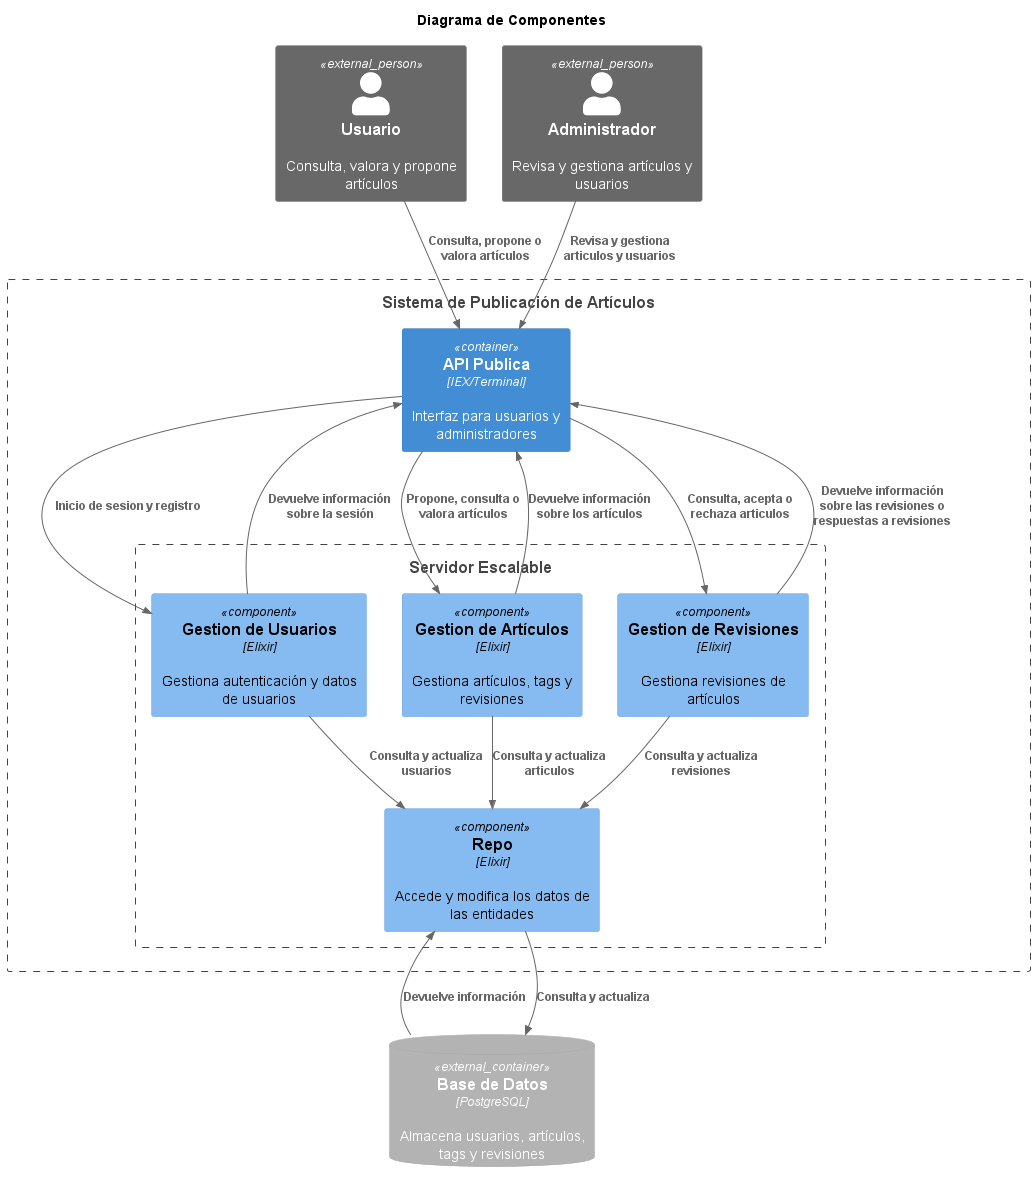 Diagrama de Componentes
«external_person»
Usuario
Consulta, valora y propone
artículos
«external_person»
Administrador
Revisa y gestiona artículos y
usuarios
Consulta, propone o
valora artículos
Revisa y gestiona
articulos y usuarios
Sistema de Publicación de Artículos
«container»
API Publica
[IEX/Terminal]
Interfaz para usuarios y
administradores
Inicio de sesion y registro
Devuelve información
sobre la sesión
Propone, consulta o
valora artículos
Devuelve información
sobre los artículos
Consulta, acepta o
rechaza articulos
Devuelve información
sobre las revisiones o
respuestas a revisiones
Servidor Escalable
«component»
Gestion de Usuarios
[Elixir]
Gestiona autenticación y datos
de usuarios
«component»
Gestion de Artículos
[Elixir]
Gestiona artículos, tags y
revisiones
«component»
Gestion de Revisiones
[Elixir]
Gestiona revisiones de
artículos
Consulta y actualiza
usuarios
Consulta y actualiza
articulos
Consulta y actualiza
revisiones
«component»
Repo
[Elixir]
Accede y modifica los datos de
las entidades
Devuelve información
Consulta y actualiza
«external_container»
Base de Datos
[PostgreSQL]
Almacena usuarios, artículos,
tags y revisiones